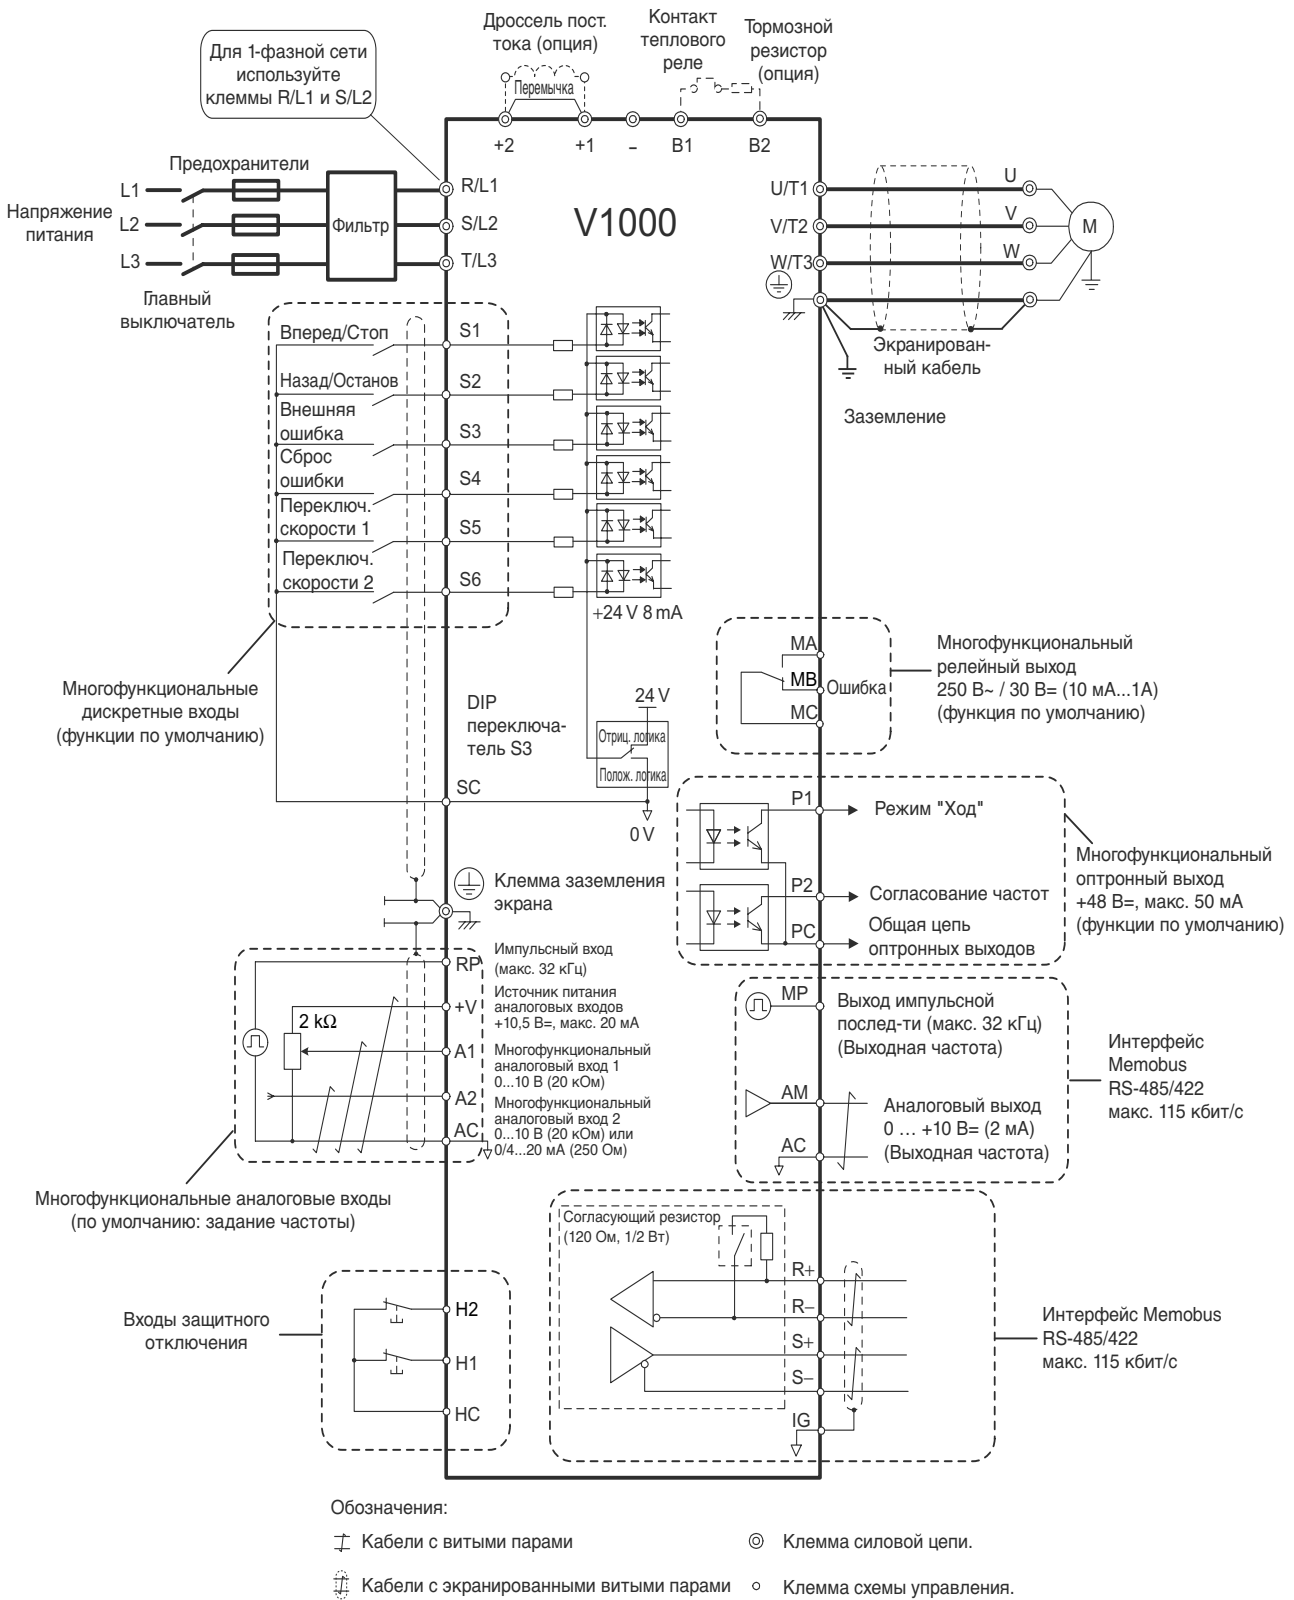 Дроссель пост.
тока (опция)
Контакт
теплового
реле
Тормозной
резистор
(опция)
Для 1-фазной сети
используйте
клеммы R/L1 и S/L2
Перемычка
+2
+1
–
B1
B2
Предохранители
L1
L2
L3
Напряжение
питания
Фильтр
Главный
выключатель
R/L1
S/L2
T/L3
V1000
U/T1
V/T2
W/T3
U
V
W
M
Экранирован-
ный кабель
Заземление
Вперед/Стоп
S1
Назад/Останов
S2
Внешняя
ошибка
S3
Сброс
ошибки
S4
Переключ.
скорости 1
S5
Переключ.
скорости 2
S6
+24 V 8 mA
Многофункциональные
дискретные входы
(функции по умолчанию)
DIP
переключа-
тель S3
24 V
Отриц. логика
Полож. логика
SC
0 V
MA
MB
MC
Ошибка
Многофункциональный
релейный выход
250 В~ / 30 В= (10 мА...1А)
(функция по умолчанию)
P1
Режим "Ход"
P2
Согласование частот
PC
Общая цепь
оптронных выходов
Многофункциональный
оптронный выход
+48 В=, макс. 50 мА
(функции по умолчанию)
Клемма заземления
экрана
RP
Импульсный вход
(макс. 32 кГц)
+V
Источник питания
аналоговых входов
+10,5 В=, макс. 20 мА
2 kΩ
A1
Многофункциональный
аналоговый вход 1
0...10 В (20 кОм)
A2
Многофункциональный
аналоговый вход 2
0...10 В (20 кОм) или
0/4...20 мА (250 Ом)
AC
Многофункциональные аналоговые входы
(по умолчанию: задание частоты)
MP
Выход импульсной
послед-ти (макс. 32 кГц)
(Выходная частота)
AM
Аналоговый выход
0 … +10 В= (2 мА)
(Выходная частота)
AC
Интерфейс
Memobus
RS-485/422
макс. 115 кбит/с
Согласующий резистор
(120 Ом, 1/2 Вт)
R+
R–
S+
S–
IG
Интерфейс Memobus
RS-485/422
макс. 115 кбит/с
Входы защитного
отключения
H2
H1
HC
Обозначения:
Кабели с витыми парами
Клемма силовой цепи.
Кабели с экранированными витыми парами
Клемма схемы управления.